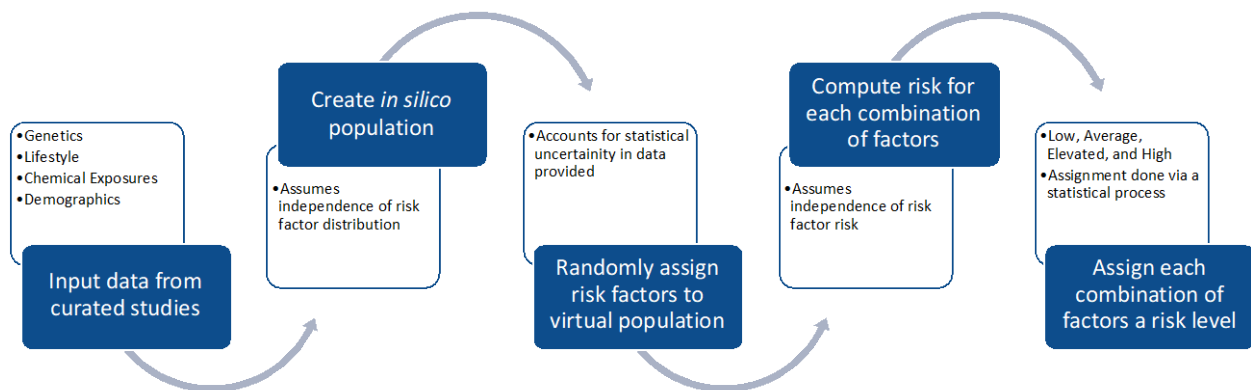 •Genetics
•Lifestyle
•Chemical Exposures
•Demographics
Input data from
curated studies
Create in silico
population
•Assumes
independence of risk
factor distribution
•Accounts for statistical
uncertainity in data
provided
Randomly assign
risk factors to
virtual population
Compute risk for
each combination
of factors
•Assumes
independence of risk
factor risk
•Low, Average,
Elevated, and High
•Assignment done via a
statistical process
Assign each
combination of
factors a risk level